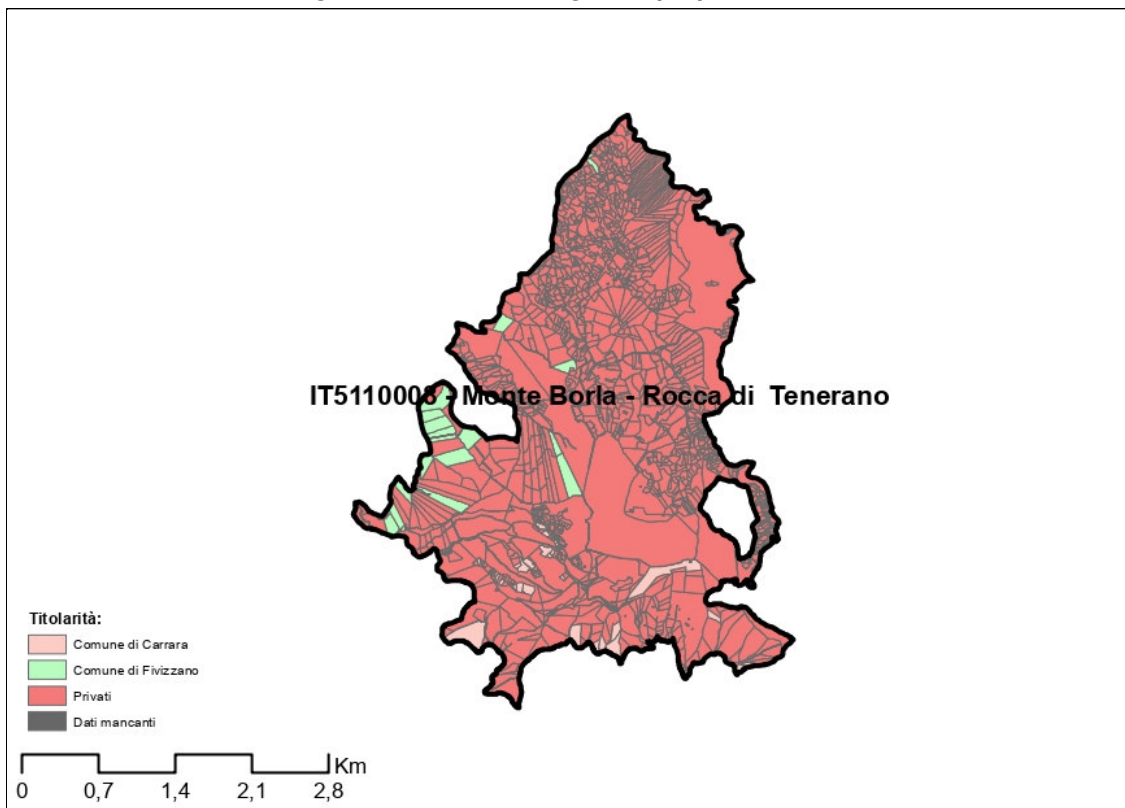 IT5110008 - Monte Borla - Rocca di Tenerano
Titolarità:
Comune di Carrara
Comune di Fivizzano
Privati
Dati mancanti
Km
0 0,7 1,4 2,1 2,8